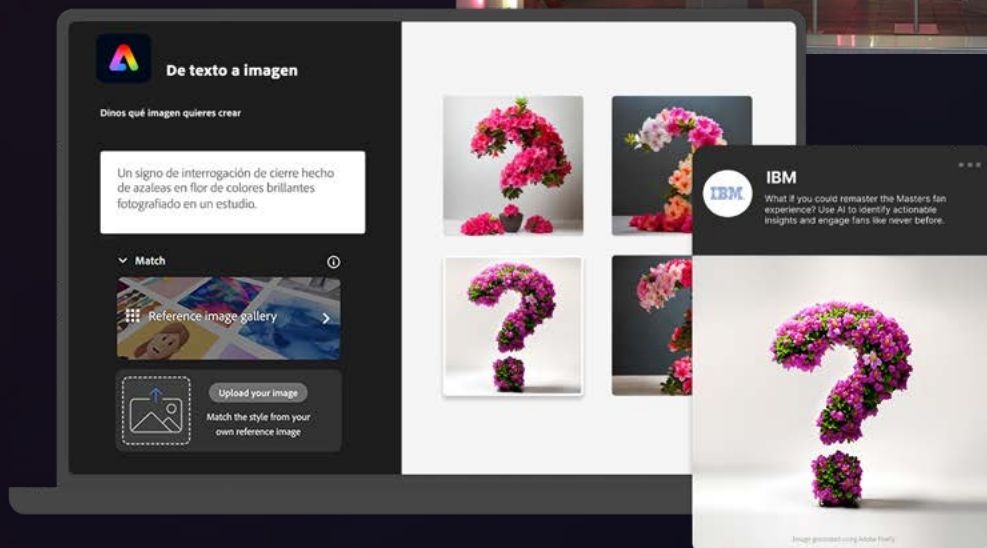 De texto a imagen
Dinos qué imagen quieres crear
Un signo de interrogación de cierre hecho
de azaleas en flor de colores brillantes
fotografiado en un estudio.
Match
Reference image gallery
Upload your image
Match the style from your
own reference image
IBM
IBM
What if you could remaster the Masters fan
experience? Use AI to identify actionable
insights and engage fans like never before.
Image generated using Adobe Firefly